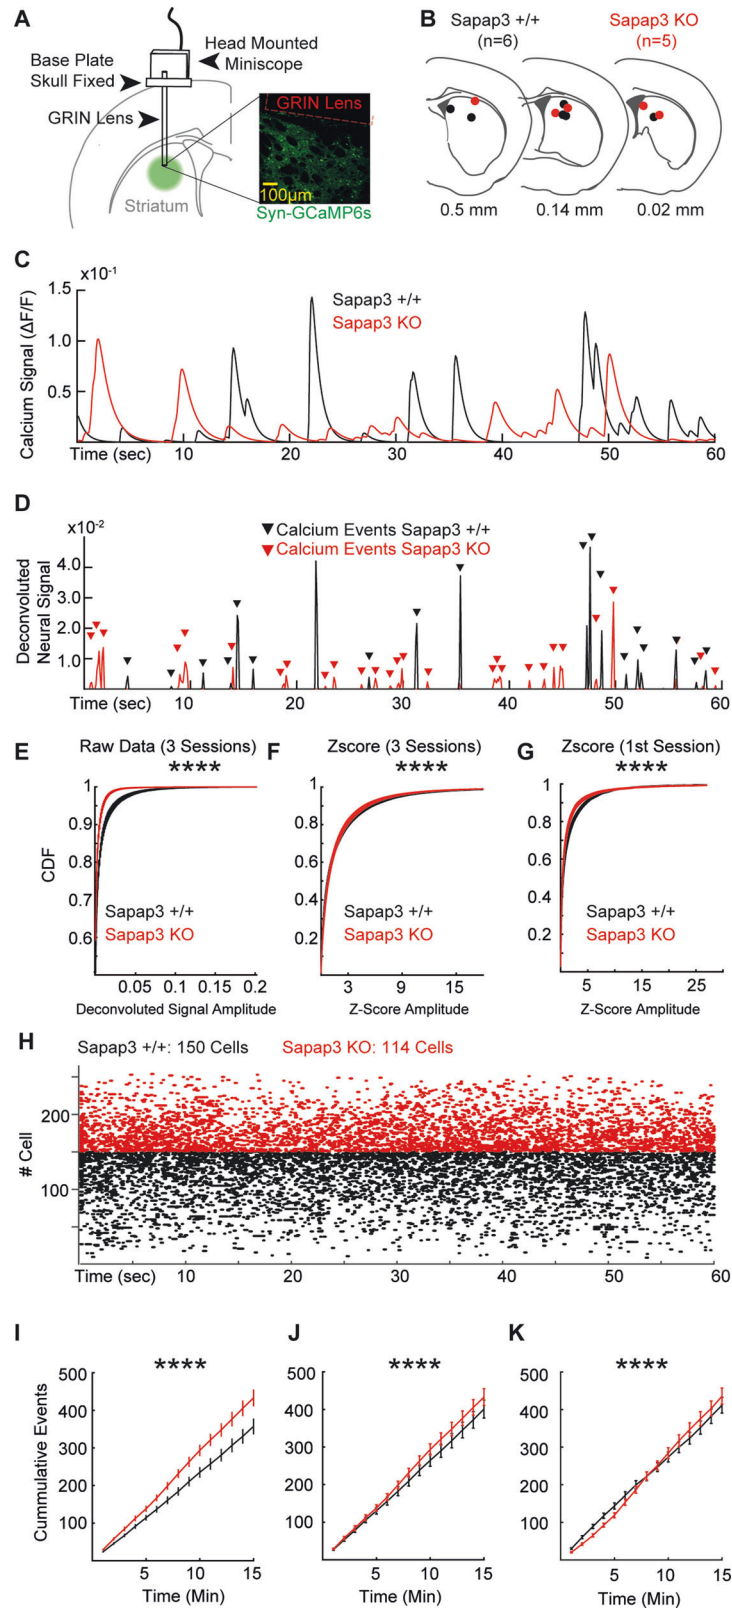 A
Base Plate
Skull Fixed
Head Mounted
Miniscope
GRIN Lens
GRIN Lens
100µm
Striatum
Syn-GCaMP6s
B
Sapap3 +/+
(n=6)
Sapap3 KO
(n=5)
0.5 mm
0.14 mm
0.02 mm
C
x10-1
Calcium Signal (ΔF/F)
1.5
1.0
0.5
Sapap3 +/+
Sapap3 KO
Time (sec) 10 20 30 40 50 60
D
x10-2
Deconvoluted
Neural Signal
4.0
3.0
2.0
1.0
Calcium Events Sapap3 +/+
Calcium Events Sapap3 KO
Time (sec) 10 20 30 40 50 60
E
Raw Data (3 Sessions)
****
CDF
1
0.9
0.8
0.7
0.6
Sapap3 +/+
Sapap3 KO
0.05 0.1 0.15 0.2
Deconvoluted Signal Amplitude
F
Zscore (3 Sessions)
****
1
0.8
0.6
0.4
0.2
Sapap3 +/+
Sapap3 KO
3 9 15
Z-Score Amplitude
G
Zscore (1st Session)
****
1
0.8
0.6
0.4
0.2
Sapap3 +/+
Sapap3 KO
5 15 25
Z-Score Amplitude
H
Sapap3 +/+: 150 Cells
Sapap3 KO: 114 Cells
# Cell
200
100
Time (sec) 10 20 30 40 50 60
I
****
Cummulative Events
500
400
300
200
100
5 10 15
Time (Min)
J
****
500
400
300
200
100
5 10 15
Time (Min)
K
****
500
400
300
200
100
5 10 15
Time (Min)